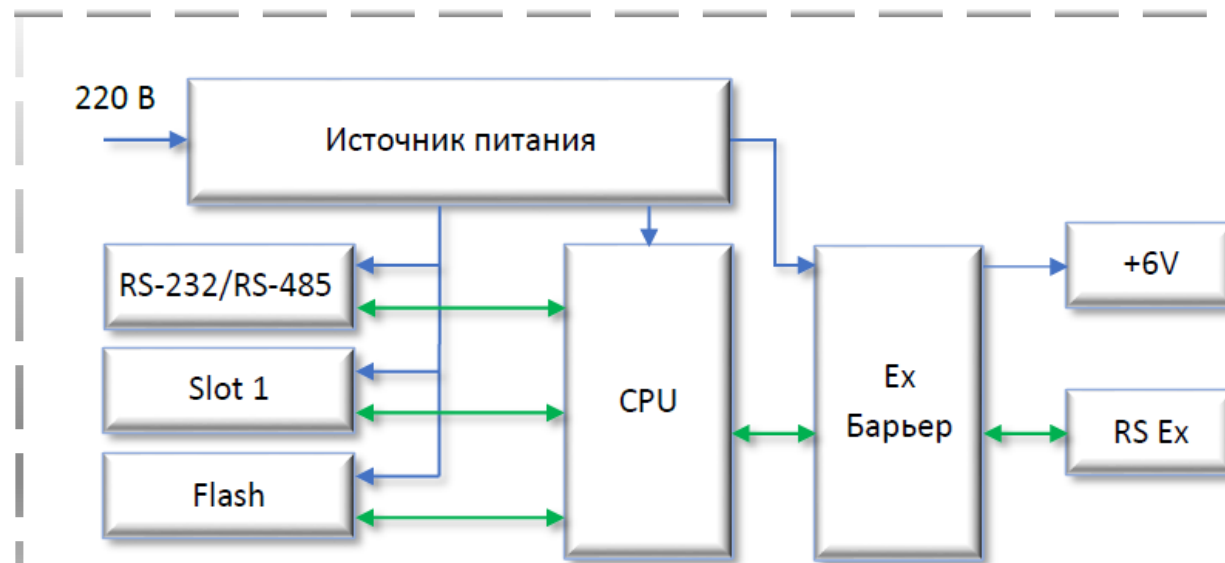 220 В
Источник питания
RS-232/RS-485
Slot 1
Flash
CPU
Ex
Барьер
+6V
RS Ex